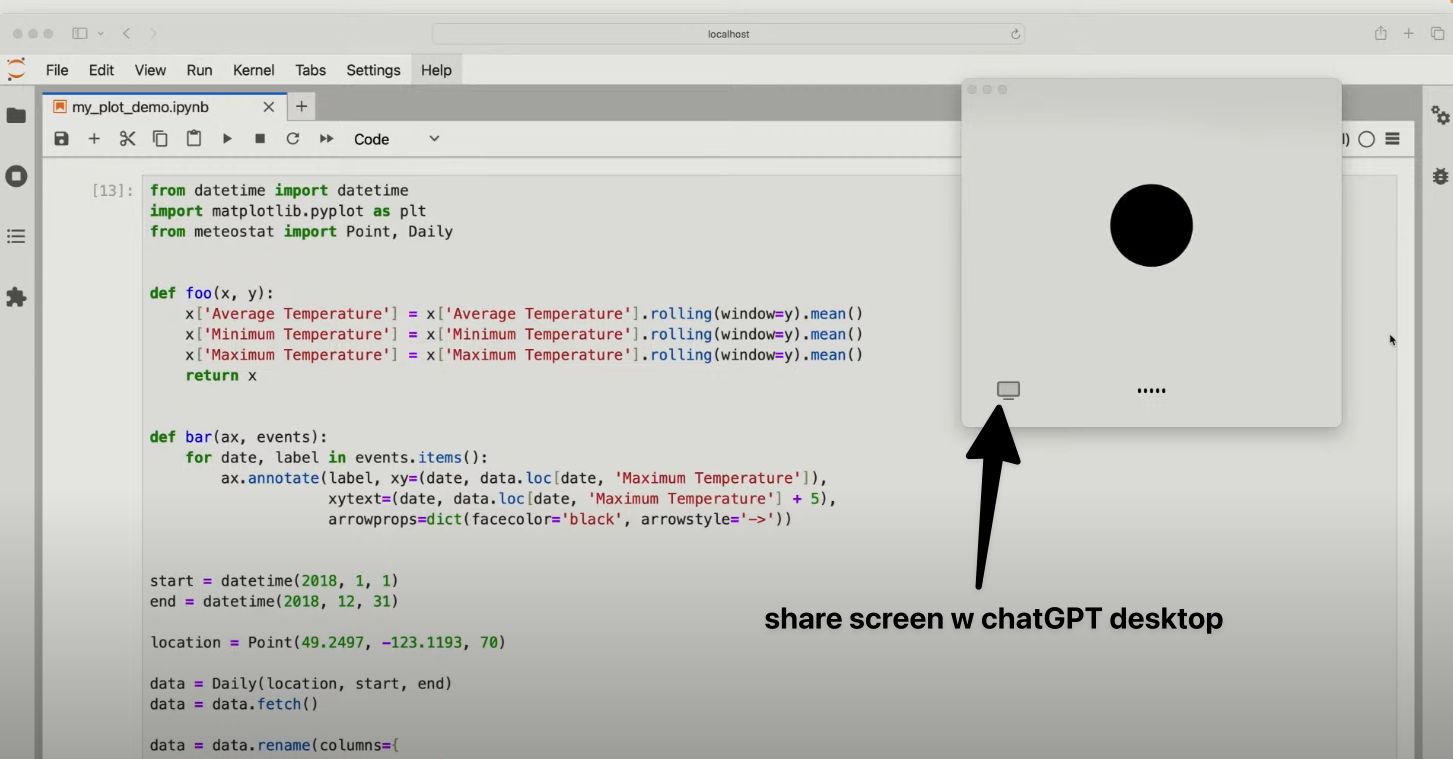 localhost
File Edit View Run Kernel Tabs Settings Help
my_plot_demo.ipynb
Code
[13]:
from datetime import datetime
import matplotlib.pyplot as plt
from meteostat import Point, Daily
def foo(x, y):
x['Average Temperature'] = x['Average Temperature'].rolling(window=y).mean()
x['Minimum Temperature'] = x['Minimum Temperature'].rolling(window=y).mean()
x['Maximum Temperature'] = x['Maximum Temperature'].rolling(window=y).mean()
return x
def bar(ax, events):
for date, label in events.items():
ax.annotate(label, xy=(date, data.loc[date, 'Maximum Temperature']),
xytext=(date, data.loc[date, 'Maximum Temperature'] + 5),
arrowprops=dict(facecolor='black', arrowstyle='->'))
start = datetime(2018, 1, 1)
end = datetime(2018, 12, 31)
location = Point(49.2497, -123.1193, 70)
data = Daily(location, start, end)
data = data.fetch()
data = data.rename(columns={
share screen w chatGPT desktop